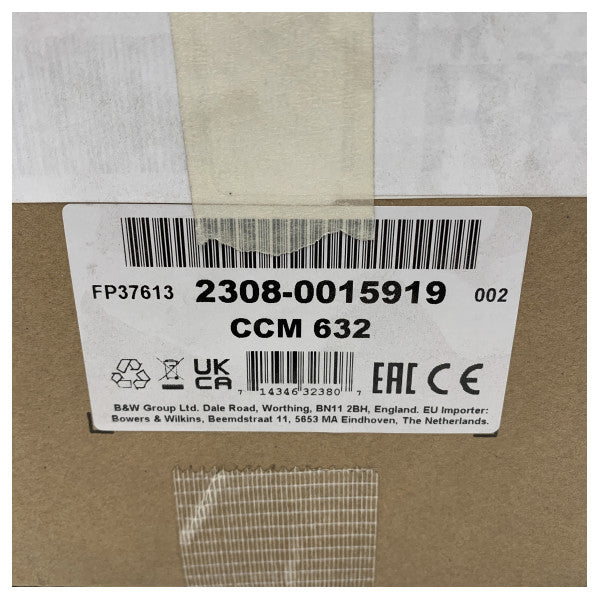 FP37613 2308-0015919 002
CCM 632
UK CA 7 14346 32380 7 EAC CE
B&W Group Ltd. Dale Road, Worthing, BN11 2BH, England. EU Importer:
Bowers & Wilkins, Beemdstraat 11, 5653 MA Eindhoven, The Netherlands.